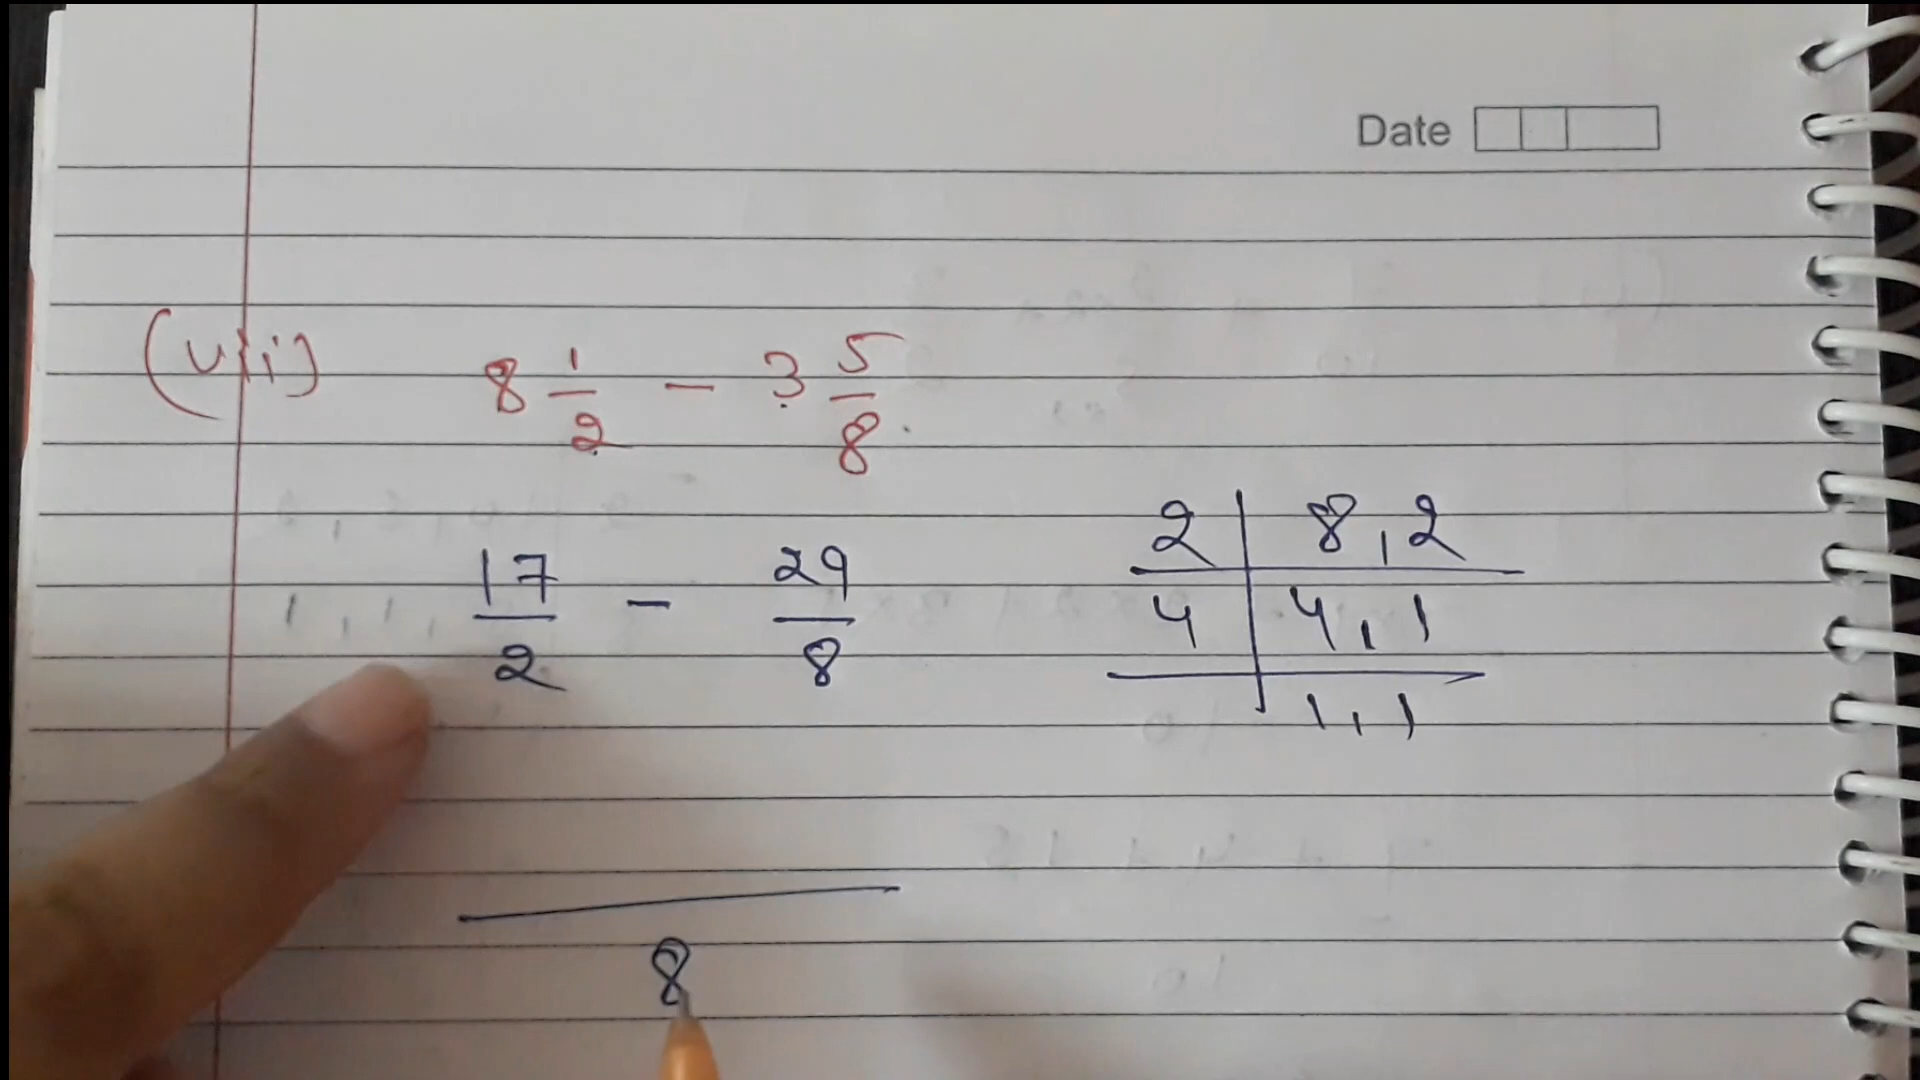 Date
(viii) 8 1/2 - 3 5/8
17/2 - 29/8
2 | 8, 2
4 | 4, 1
1, 1
8